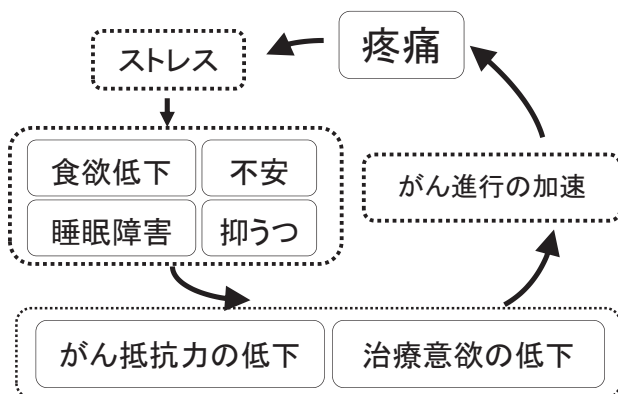 疼痛
ストレス
食欲低下
不安
睡眠障害
抑うつ
がん抵抗力の低下
治療意欲の低下
がん進行の加速